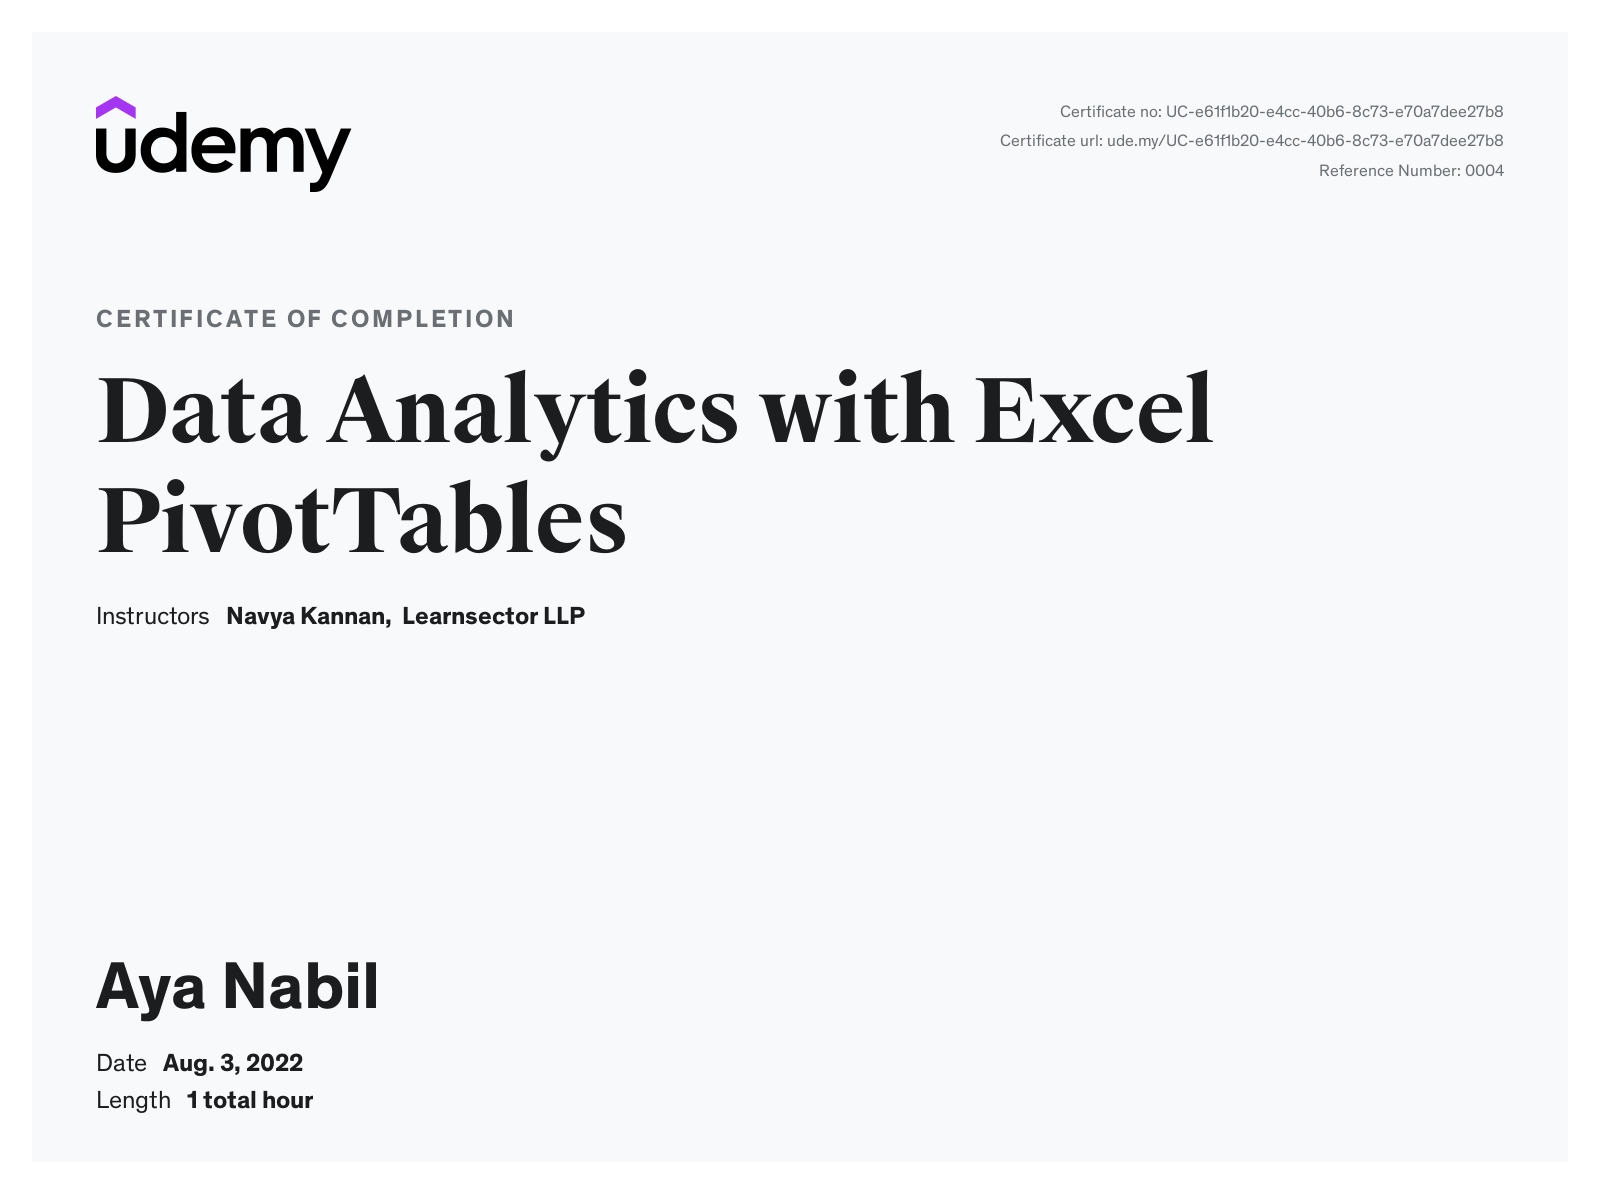 udemy
Certificate no: UC-e61f1b20-e4cc-40b6-8c73-e70a7dee27b8
Certificate url: ude.my/UC-e61f1b20-e4cc-40b6-8c73-e70a7dee27b8
Reference Number: 0004
CERTIFICATE OF COMPLETION
Data Analytics with Excel
PivotTables
Instructors Navya Kannan, Learnsector LLP
Aya Nabil
Date Aug. 3, 2022
Length 1 total hour